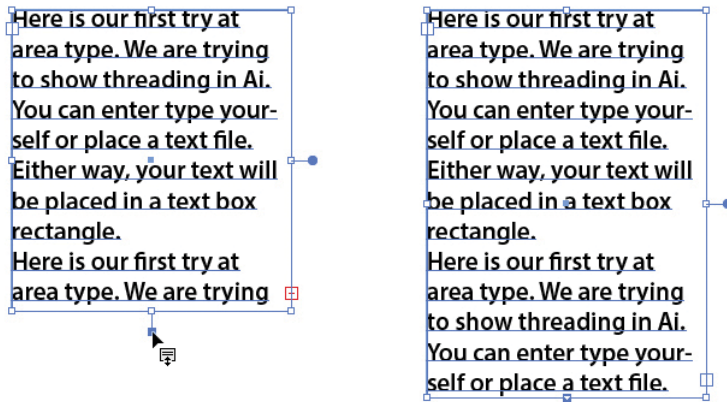 Here is our first try at
area type. We are trying
to show threading in Ai.
You can enter type your-
self or place a text file.
Either way, your text will
be placed in a text box
rectangle.
Here is our first try at
area type. We are trying
Here is our first try at
area type. We are trying
to show threading in Ai.
You can enter type your-
self or place a text file.
Either way, your text will
be placed in a text box
rectangle.
Here is our first try at
area type. We are trying
to show threading in Ai.
You can enter type your-
self or place a text file.